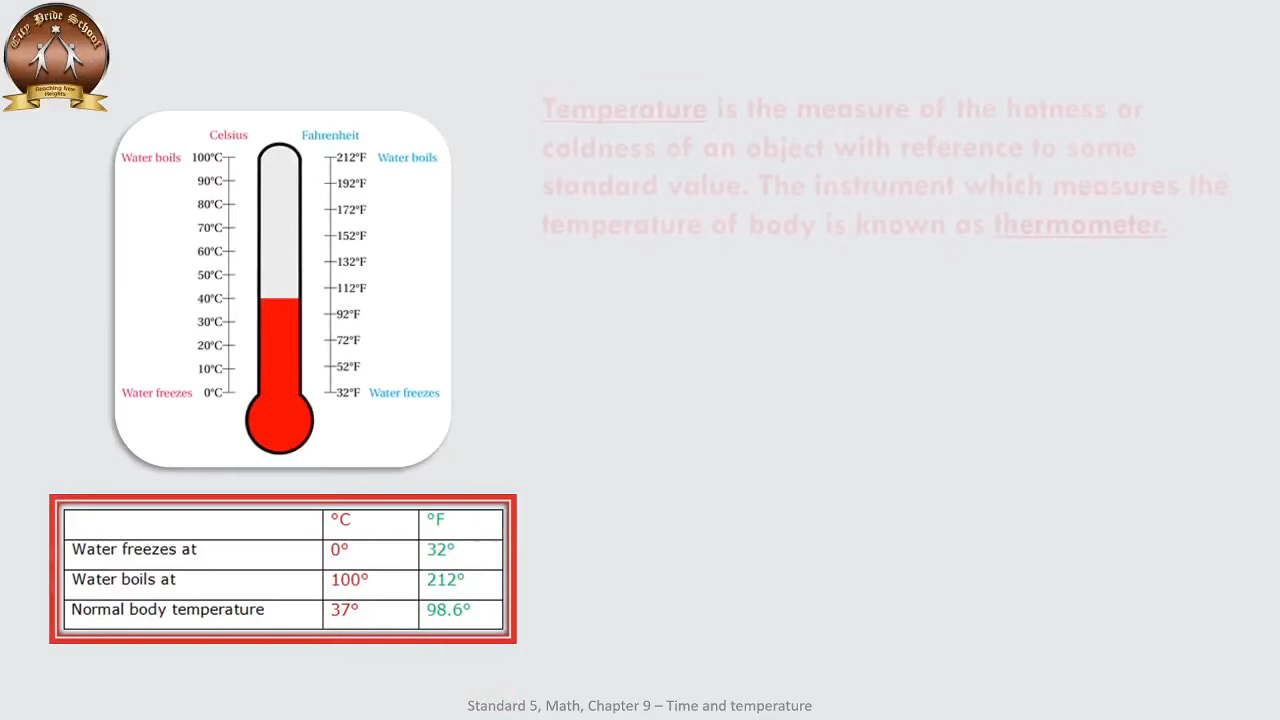 City Pride School
Reaching New
Heights
Temperature is the measure of the hotness or
coldness of an object with reference to some
standard value. The instrument which measures the
temperature of body is known as thermometer.
Celsius Fahrenheit
Water boils 100°C 212°F Water boils
90°C 192°F
80°C 172°F
70°C 152°F
60°C 132°F
50°C 112°F
40°C 92°F
30°C 72°F
20°C 52°F
10°C
Water freezes 0°C 32°F Water freezes
°C °F
Water freezes at 0° 32°
Water boils at 100° 212°
Normal body temperature 37° 98.6°
Standard 5, Math, Chapter 9 – Time and temperature